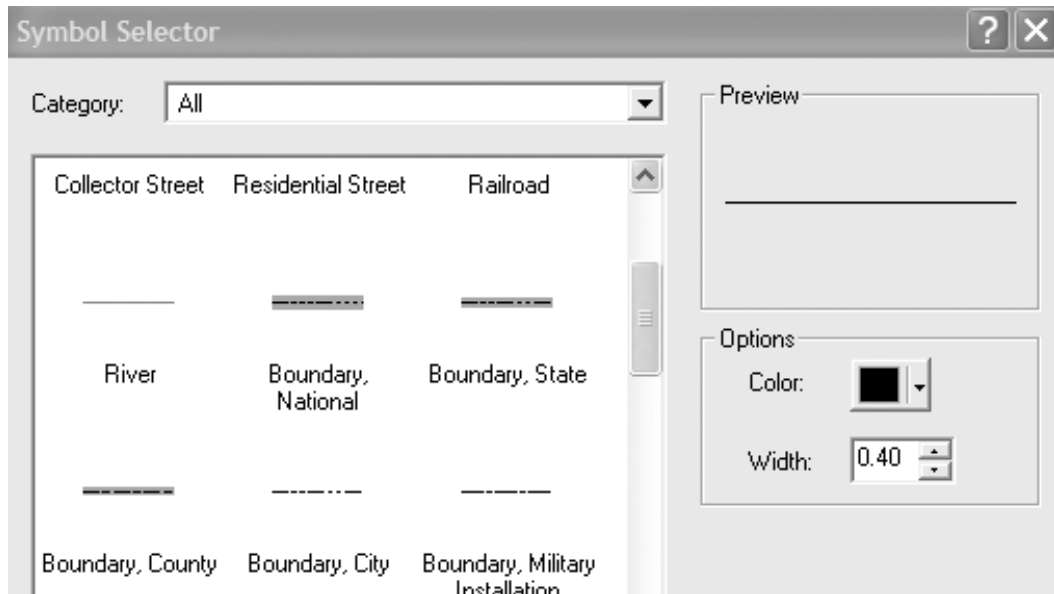 Symbol Selector
?
Category: All
Preview
Collector Street Residential Street Railroad
River Boundary, National Boundary, State
Options
Color:
Width: 0.40
Boundary, County Boundary, City Boundary, Military Installation